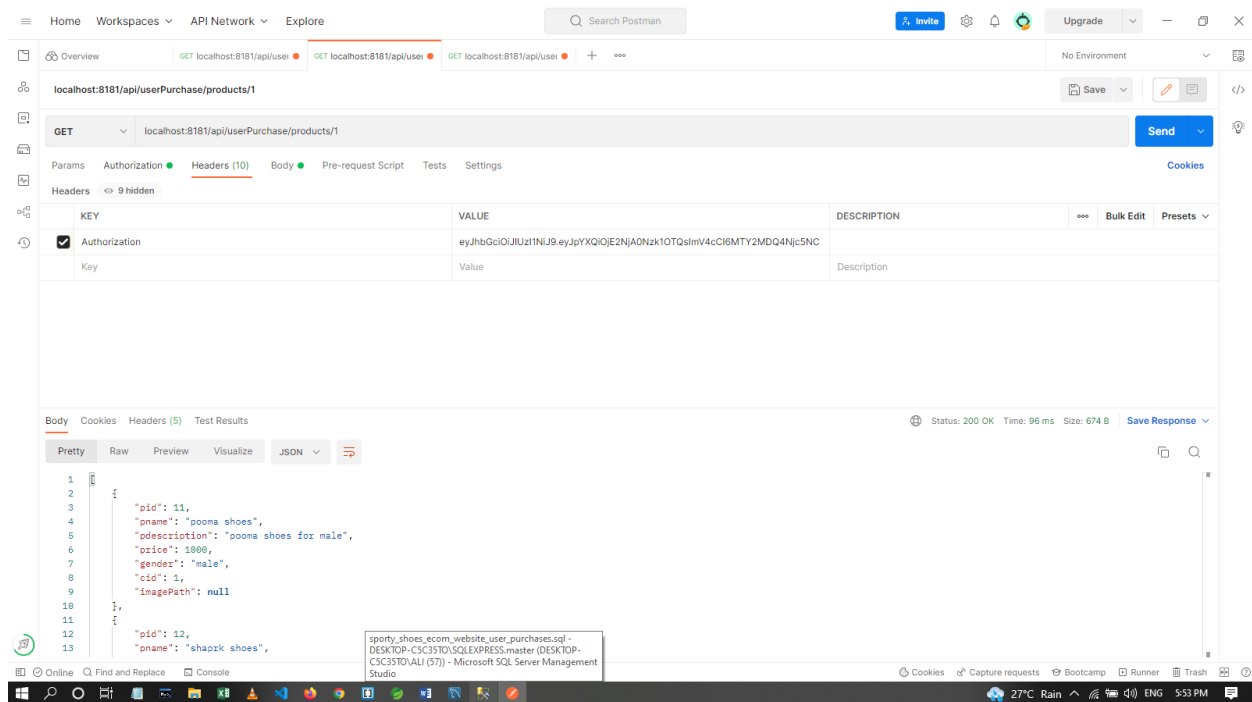 Home Workspaces API Network Explore Search Postman Invite Upgrade
Overview GET localhost:8181/api/user GET localhost:8181/api/user GET localhost:8181/api/user No Environment
localhost:8181/api/userPurchase/products/1 Save
GET localhost:8181/api/userPurchase/products/1 Send
Params Authorization Headers (10) Body Pre-request Script Tests Settings Cookies
Headers 9 hidden
KEY VALUE DESCRIPTION Bulk Edit Presets
Authorization eyJhbGciOiJIUzI1NiJ9.eyJpYXQiOjE2NjA0Nzk1OTQsImV4cCI6MTY2MDQ4Njc5NC
Key Value Description
Body Cookies Headers (5) Test Results Status: 200 OK Time: 96 ms Size: 674 B Save Response
Pretty Raw Preview Visualize JSON
1 [
2 {
3 "pid": 11,
4 "pname": "pooma shoes",
5 "pdescription": "pooma shoes for male",
6 "price": 1000,
7 "gender": "male",
8 "cid": 1,
9 "imagePath": null
10 },
11 {
12 "pid": 12,
13 "pname": "shaprk shoes",
sporty_shoes_ecom_website_user_purchases.sql -
DESKTOP-C5C35TO\SQLEXPRESS.master (DESKTOP-
C5C35TO\ALI (57)) - Microsoft SQL Server Management
Studio
Online Find and Replace Console Cookies Capture requests Bootcamp Runner Trash
27°C Rain ENG 5:53 PM